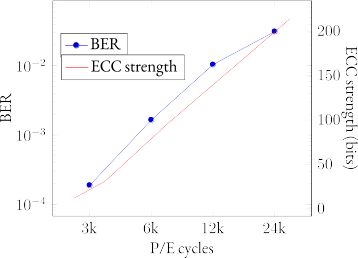 BER
ECC strength
10⁻²
10⁻³
10⁻⁴
BER
200
150
100
50
0
ECC strength (bits)
3k 6k 12k 24k
P/E cycles